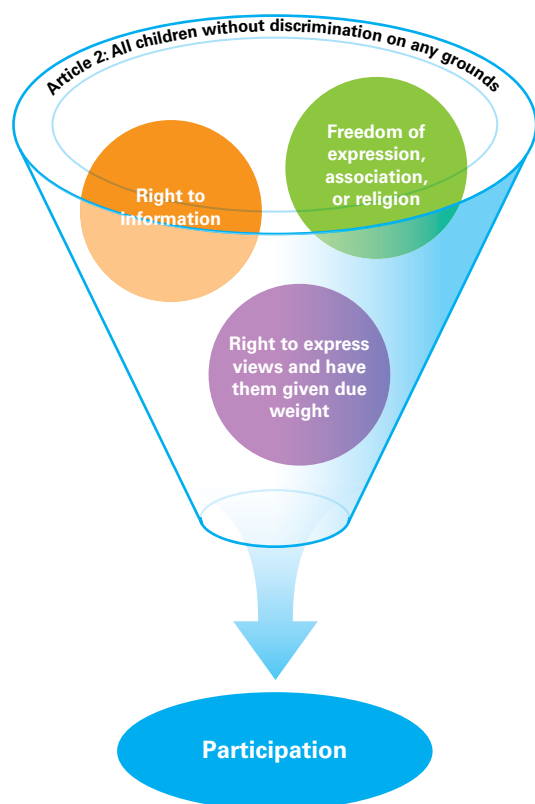 Article 2: All children without discrimination on any grounds
Freedom of
expression,
association,
or religion
Right to
information
Right to express
views and have
them given due
weight
Participation